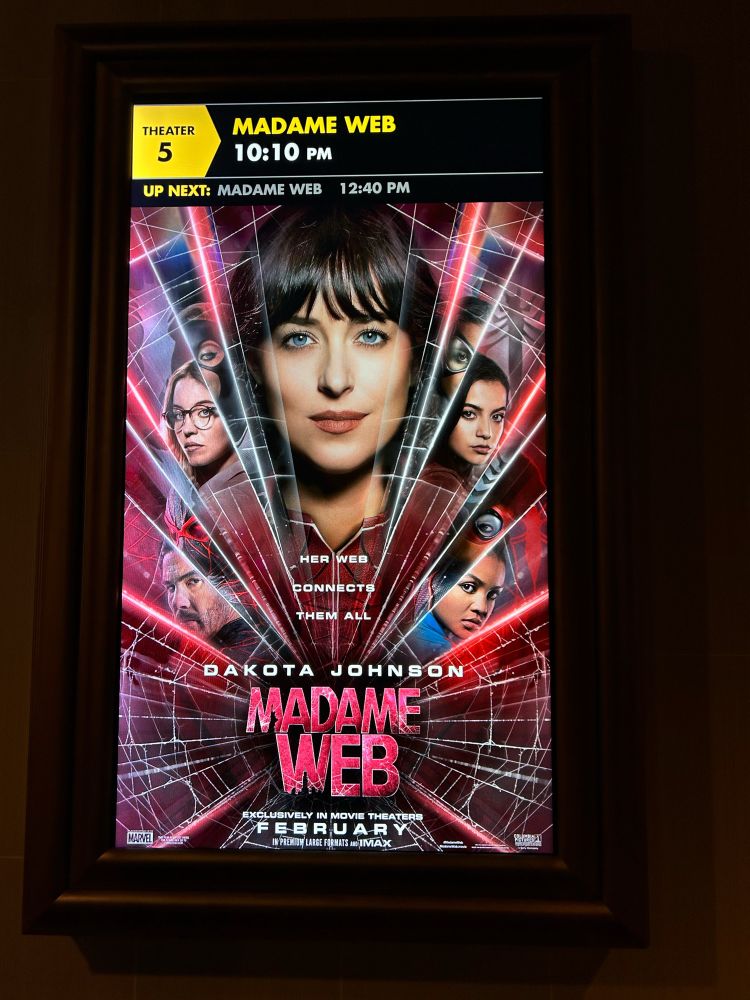 THEATER
5
MADAME WEB
10:10 PM
UP NEXT: MADAME WEB 12:40 PM
HER WEB
CONNECTS
THEM ALL
DAKOTA JOHNSON
MADAME
WEB
EXCLUSIVELY IN MOVIE THEATERS
FEBRUARY
IN PREMIUM LARGE FORMATS AND IMAX
MARVEL